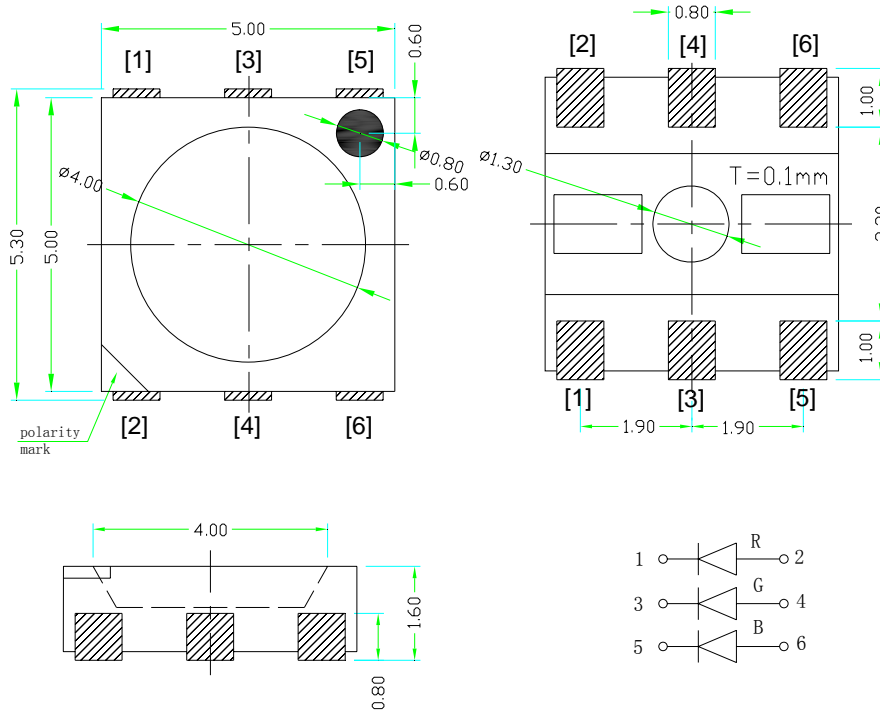 5.00
0.60
[1] [3] [5]
ø0.80
ø4.00
0.60
5.30
5.00
[2] [4] [6]
polarity
mark
0.80
[2] [4] [6]
1.00
ø1.30
T=0.1mm
1.00
[1] [3] [5]
1.90 1.90
4.00
1.60
0.80
1 R 2
3 G 4
5 B 6